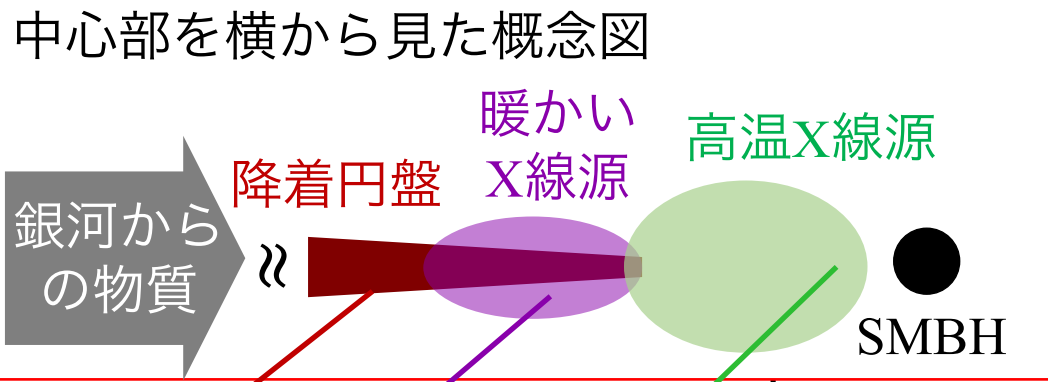 中心部を横から見た概念図
暖かい
X線源
高温X線源
降着円盤
銀河から
の物質
≈
SMBH